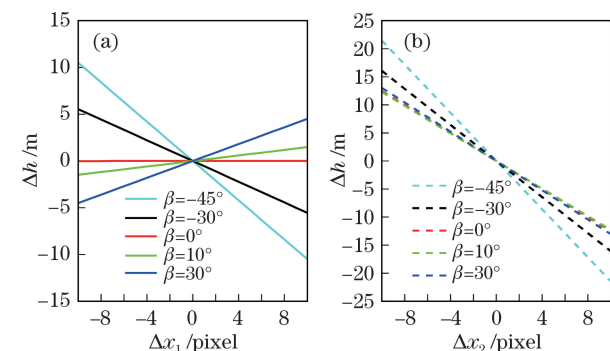 (a)
15
10
5
0
−5
−10
−15
Δh /m
β=−45°
β=−30°
β=0°
β=10°
β=30°
−8 −4 0 4 8
Δx₁ /pixel
(b)
25
20
15
10
5
0
−5
−10
−15
−20
−25
Δh /m
β=−45°
β=−30°
β=0°
β=10°
β=30°
−8 −4 0 4 8
Δx₂ /pixel